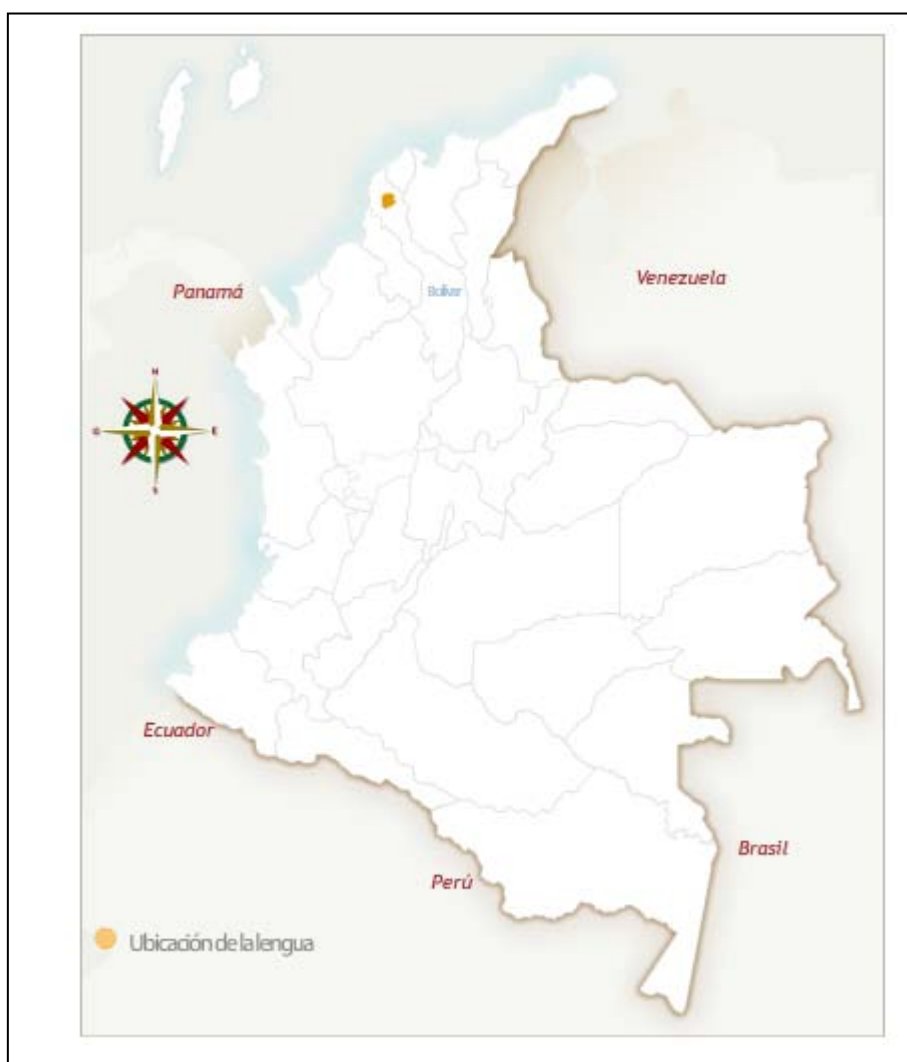 Panamá
Venezuela
Bolívar
N
O
E
S
Ecuador
Brasil
Perú
Ubicación de la lengua